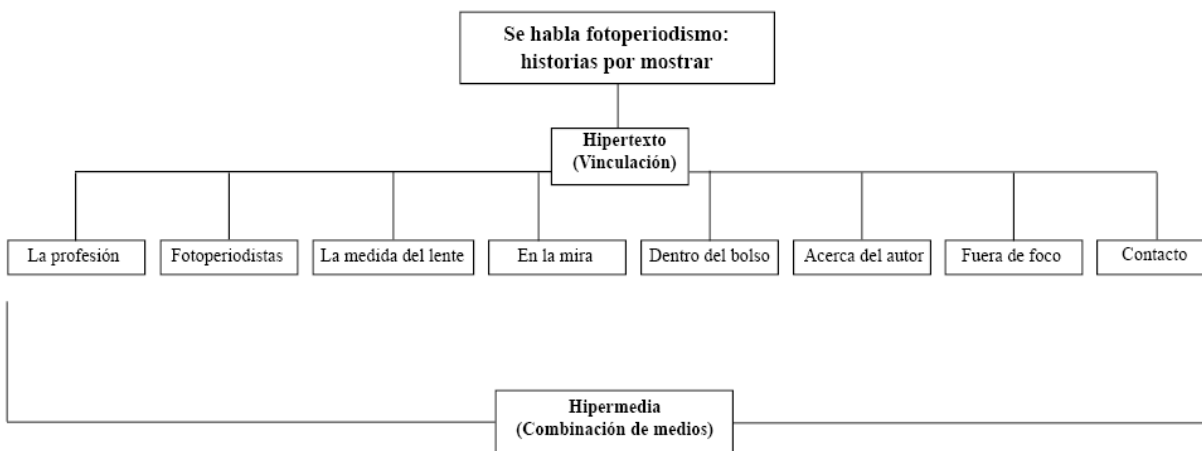 Se habla fotoperiodismo:
historias por mostrar
Hipertexto
(Vinculación)
La profesión
Fotoperiodistas
La medida del lente
En la mira
Dentro del bolso
Acerca del autor
Fuera de foco
Contacto
Hipermedia
(Combinación de medios)